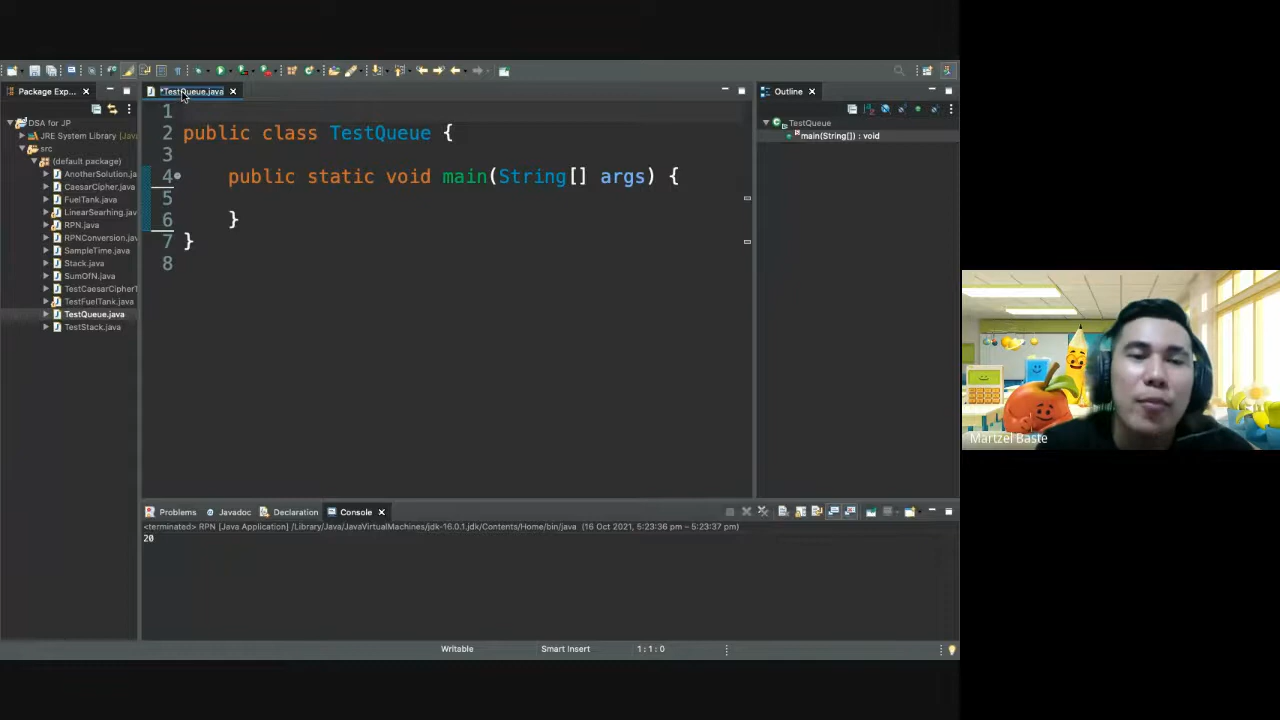 Package Exp...
*TestQueue.java
Outline
DSA for JP
JRE System Library [Java
src
(default package)
AnotherSolution.ja
CaesarCipher.java
FuelTank.java
LinearSearhing.jav
RPN.java
RPNConversion.java
SampleTime.java
Stack.java
SumOfN.java
TestCaesarCipherT
TestFuelTank.java
TestQueue.java
TestStack.java
1
2 public class TestQueue {
3
4 public static void main(String[] args) {
5
6 }
7 }
8
TestQueue
main(String[]) : void
Martzel Baste
Problems
Javadoc
Declaration
Console
<terminated> RPN [Java Application] /Library/Java/JavaVirtualMachines/jdk-16.0.1.jdk/Contents/Home/bin/java (16 Oct 2021, 5:23:36 pm – 5:23:37 pm)
20
Writable
Smart Insert
1 : 1 : 0